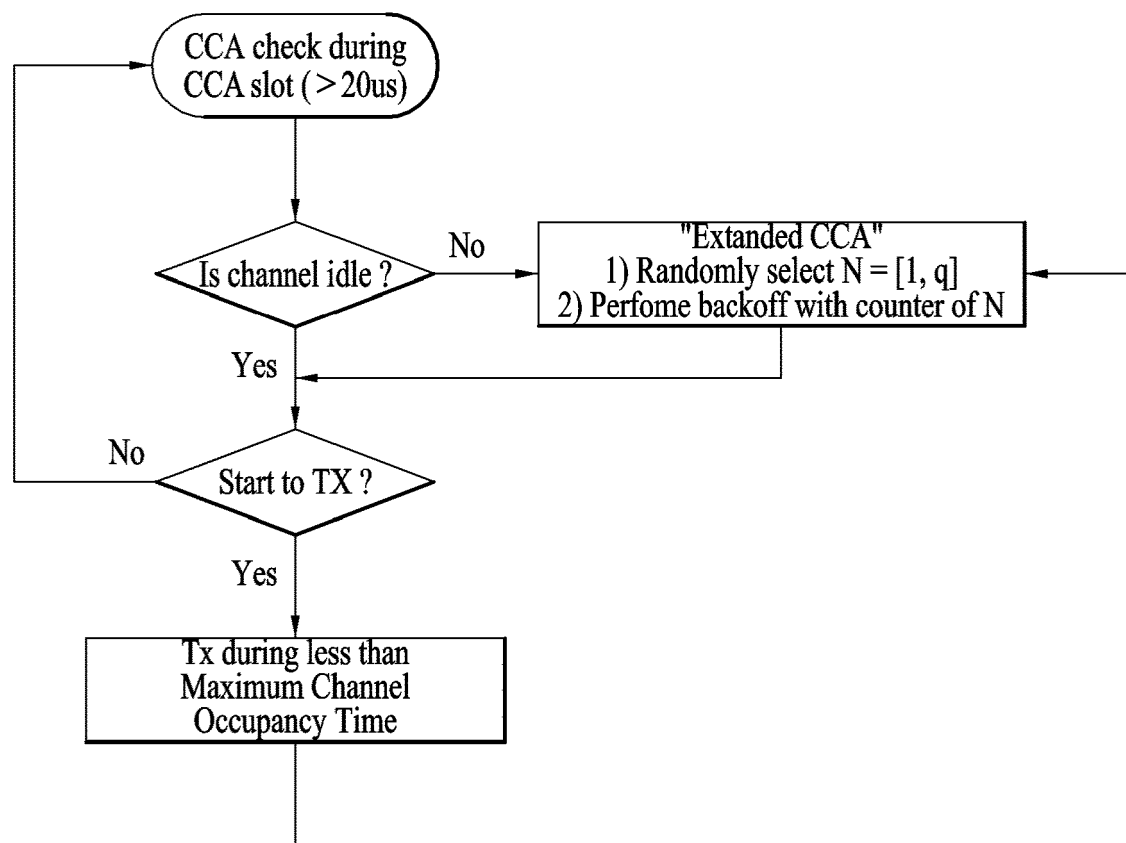 CCA check during
CCA slot ( > 20us)
Is channel idle ?
No
"Extanded CCA"
1) Randomly select N = [1, q]
2) Perfome backoff with counter of N
Yes
No
Start to TX ?
Yes
Tx during less than
Maximum Channel
Occupancy Time